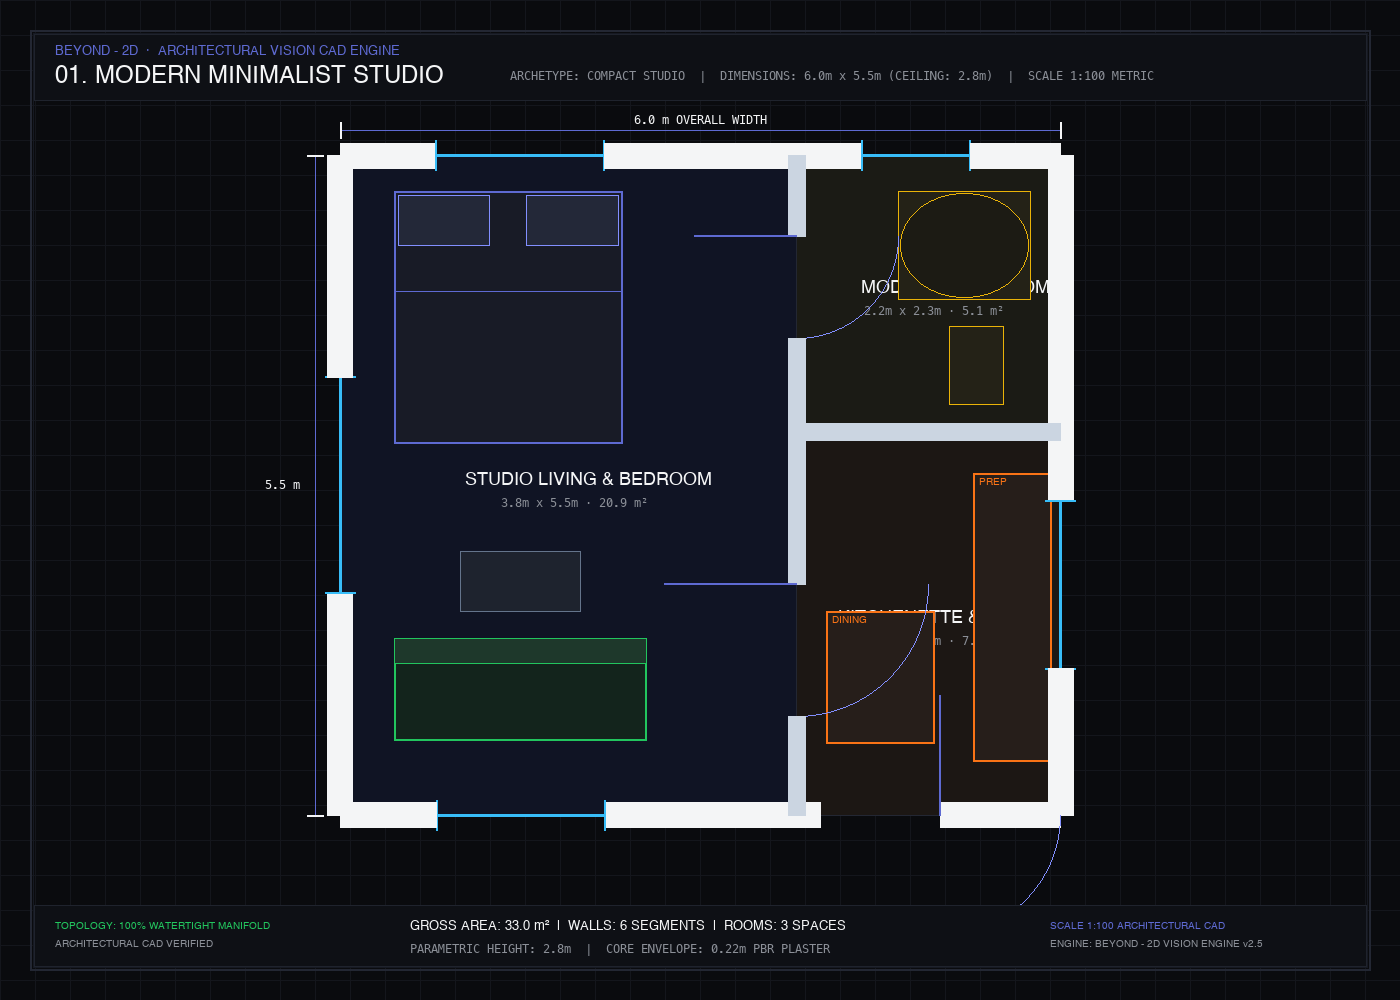 BEYOND - 2D · ARCHITECTURAL VISION CAD ENGINE
01. MODERN MINIMALIST STUDIO
ARCHETYPE: COMPACT STUDIO | DIMENSIONS: 6.0m x 5.5m (CEILING: 2.8m) | SCALE 1:100 METRIC
6.0 m OVERALL WIDTH
2.2m x 2.3m · 5.1 m²
5.5 m
STUDIO LIVING & BEDROOM
3.8m x 5.5m · 20.9 m²
PREP
DINING
TOPOLOGY: 100% WATERTIGHT MANIFOLD
ARCHITECTURAL CAD VERIFIED
GROSS AREA: 33.0 m² | WALLS: 6 SEGMENTS | ROOMS: 3 SPACES
PARAMETRIC HEIGHT: 2.8m | CORE ENVELOPE: 0.22m PBR PLASTER
SCALE 1:100 ARCHITECTURAL CAD
ENGINE: BEYOND - 2D VISION ENGINE v2.5